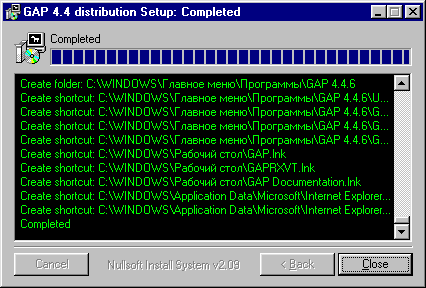 GAP 4.4 distribution Setup: Completed
Completed
Create folder: C:\WINDOWS\Главное меню\Программы\GAP 4.4.6
Create shortcut: C:\WINDOWS\Главное меню\Программы\GAP 4.4.6\U...
Create shortcut: C:\WINDOWS\Главное меню\Программы\GAP 4.4.6\G...
Create shortcut: C:\WINDOWS\Главное меню\Программы\GAP 4.4.6\G...
Create shortcut: C:\WINDOWS\Главное меню\Программы\GAP 4.4.6\G...
Create shortcut: C:\WINDOWS\Рабочий стол\GAP.lnk
Create shortcut: C:\WINDOWS\Рабочий стол\GAPRXVT.lnk
Create shortcut: C:\WINDOWS\Рабочий стол\GAP Documentation.lnk
Create shortcut: C:\WINDOWS\Application Data\Microsoft\Internet Explorer...
Create shortcut: C:\WINDOWS\Application Data\Microsoft\Internet Explorer...
Completed
Cancel Nullsoft Install System v2.09 < Back Close